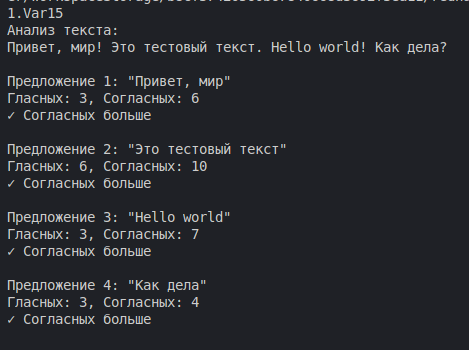 1.Var15
Анализ текста:
Привет, мир! Это тестовый текст. Hello world! Как дела?
Предложение 1: "Привет, мир"
Гласных: 3, Согласных: 6
✓ Согласных больше
Предложение 2: "Это тестовый текст"
Гласных: 6, Согласных: 10
✓ Согласных больше
Предложение 3: "Hello world"
Гласных: 3, Согласных: 7
✓ Согласных больше
Предложение 4: "Как дела"
Гласных: 3, Согласных: 4
✓ Согласных больше